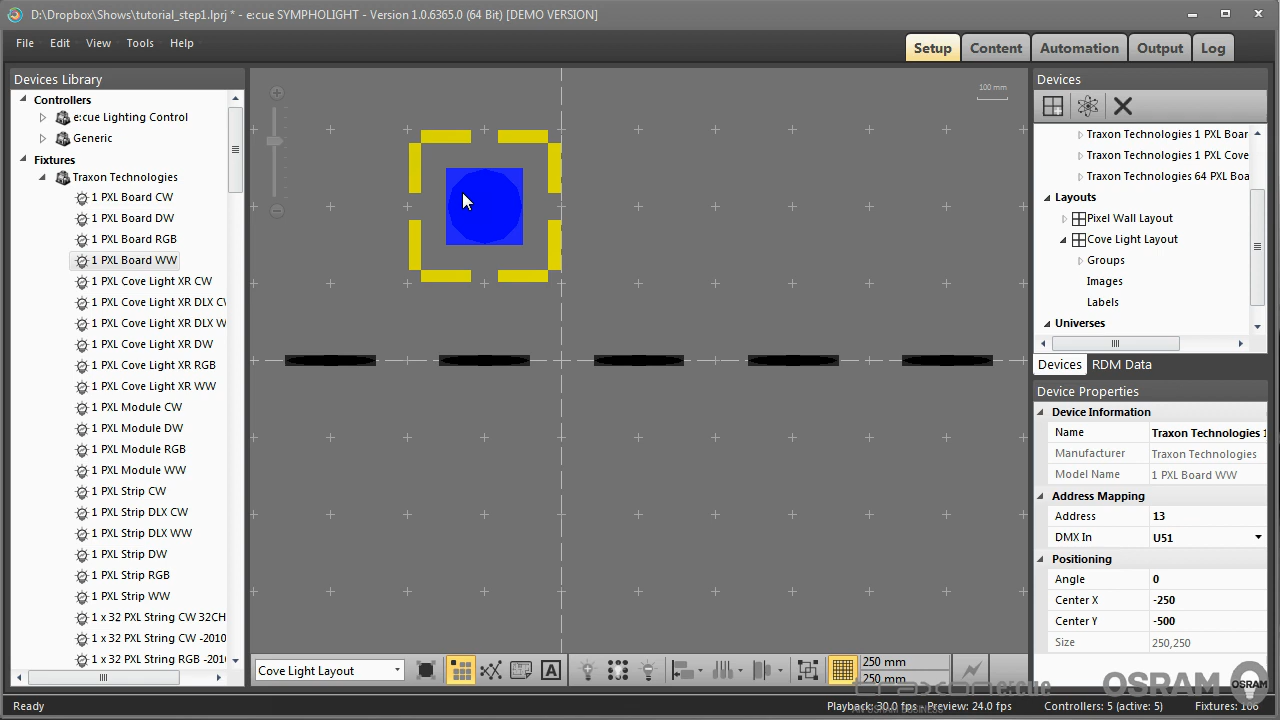 D:\Dropbox\Shows\tutorial_step1.lprj * - e:cue SYMPHOLIGHT - Version 1.0.6365.0 (64 Bit) [DEMO VERSION]
File Edit View Tools Help
Setup Content Automation Output Log
Devices Library
Controllers
e:cue Lighting Control
Generic
Fixtures
Traxon Technologies
1 PXL Board CW
1 PXL Board DW
1 PXL Board RGB
1 PXL Board WW
1 PXL Cove Light XR CW
1 PXL Cove Light XR DLX CV
1 PXL Cove Light XR DLX W
1 PXL Cove Light XR DW
1 PXL Cove Light XR RGB
1 PXL Cove Light XR WW
1 PXL Module CW
1 PXL Module DW
1 PXL Module RGB
1 PXL Module WW
1 PXL Strip CW
1 PXL Strip DLX CW
1 PXL Strip DLX WW
1 PXL Strip DW
1 PXL Strip RGB
1 PXL Strip WW
1 x 32 PXL String CW 32CH
1 x 32 PXL String CW -2010
1 x 32 PXL String RGB -2010
100 mm
Cove Light Layout
A
250 mm
250 mm
Devices
Traxon Technologies 1 PXL Boar
Traxon Technologies 1 PXL Cove
Traxon Technologies 64 PXL Boa
Layouts
Pixel Wall Layout
Cove Light Layout
Groups
Images
Labels
Universes
Devices RDM Data
Device Properties
Device Information
Name Traxon Technologies 1
Manufacturer Traxon Technologies
Model Name 1 PXL Board WW
Address Mapping
Address 13
DMX In U51
Positioning
Angle 0
Center X -250
Center Y -500
Size 250,250
traxon e:cue
OSRAM
OSRAM
Ready
Playback: 30.0 fps - Preview: 24.0 fps
Controllers: 5 (active: 5)
Fixtures: 106